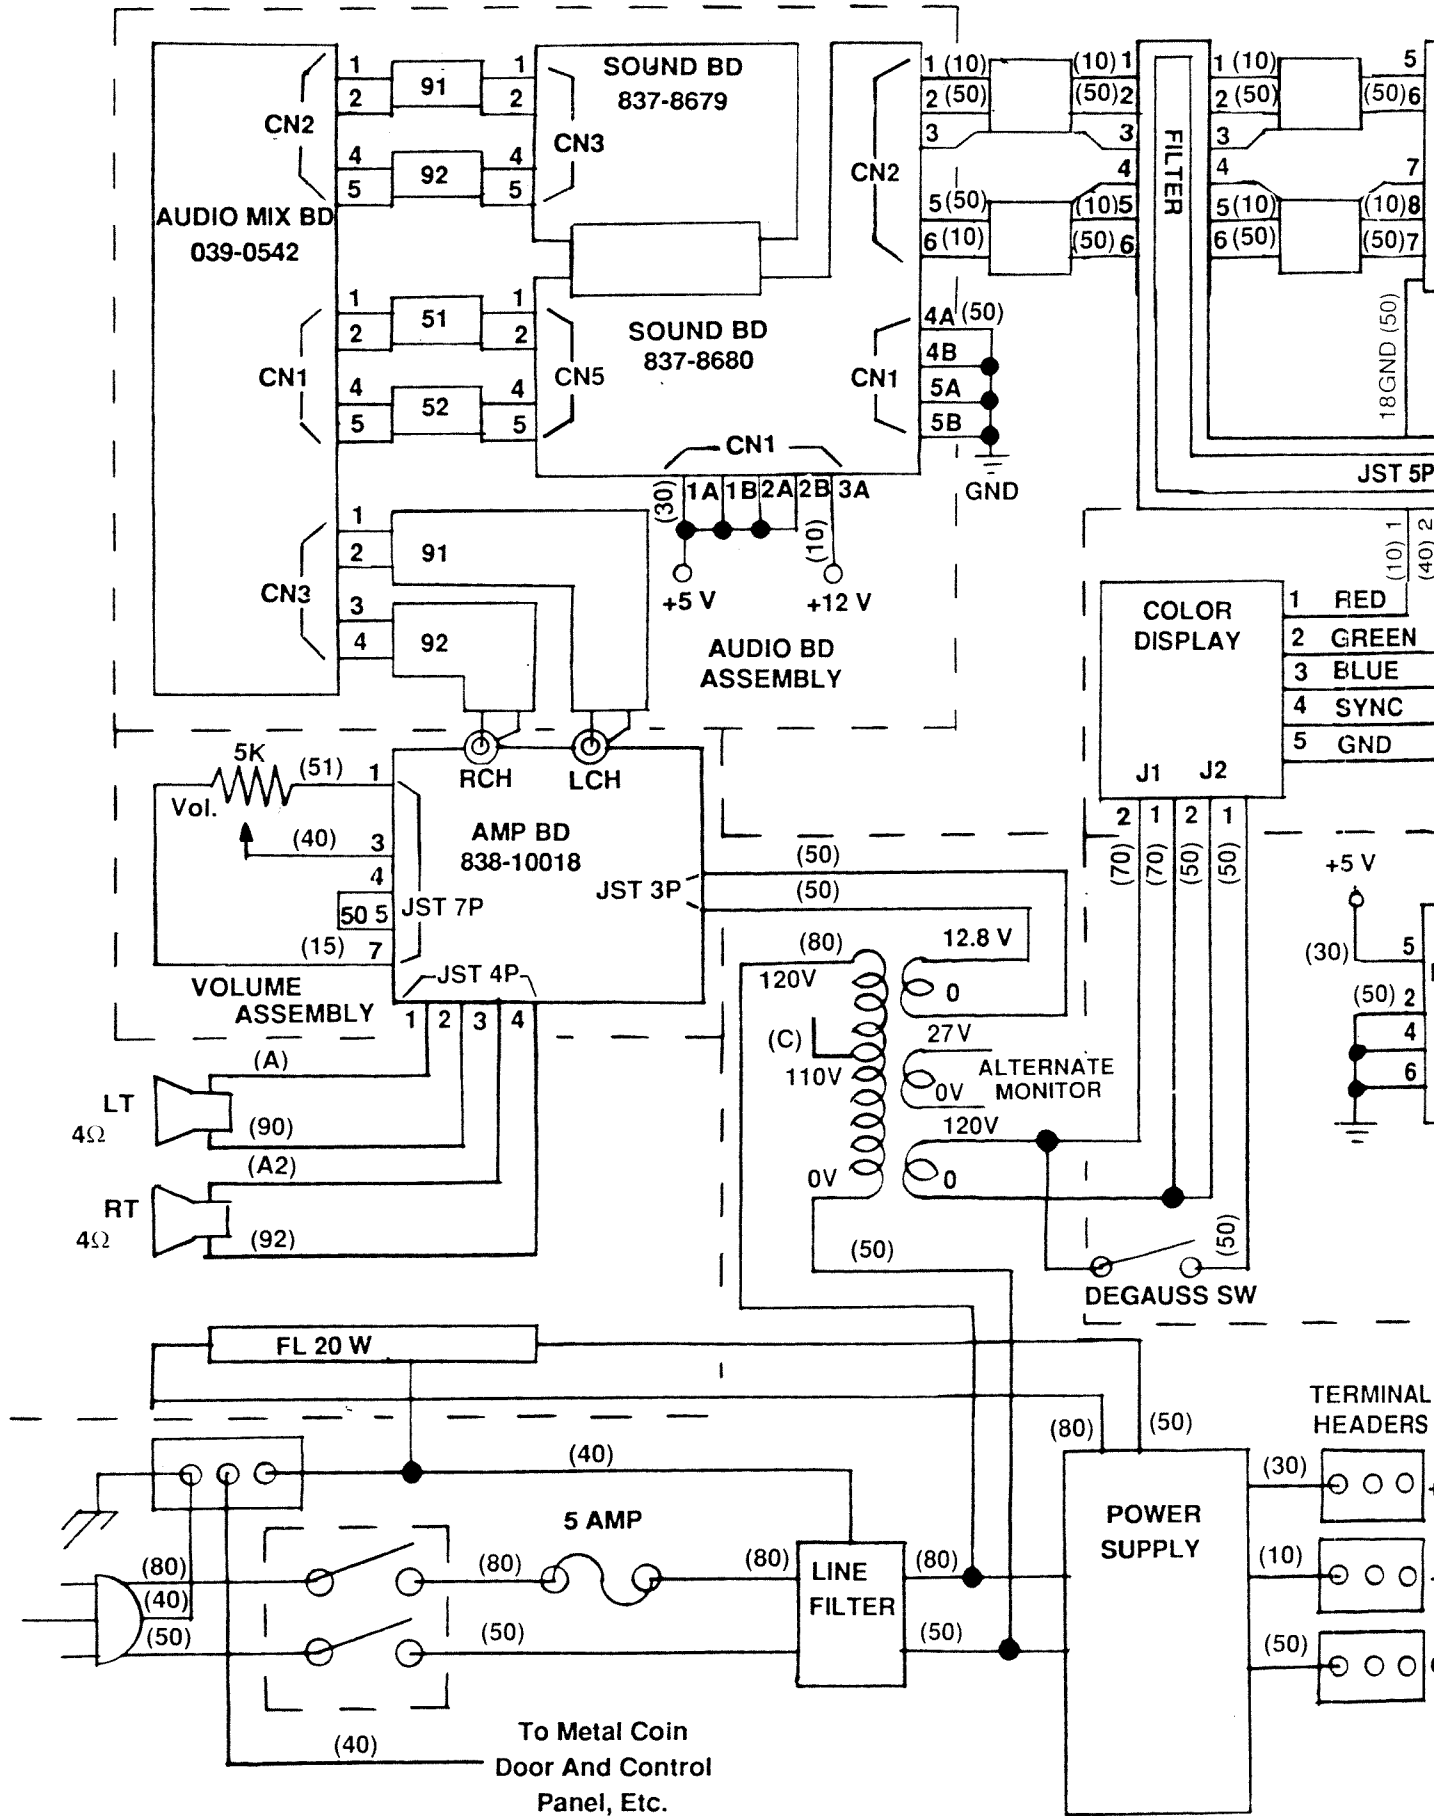 SOUND BD
837-8679
1 2 4 5
91
92
1 2 4 5
CN2
CN3
AUDIO MIX BD
039-0542
CN2
1 (10)
2 (50)
3
5 (50)
6 (10)
(10) 1
(50) 2
3
4
(10) 5
(50) 6
FILTER
1 (10)
2 (50)
3
4
5 (10)
6 (50)
5
(50) 6
7
(10) 8
(50) 7
18GND (50)
JST 5P
SOUND BD
837-8680
1 2 4 5
51
52
1 2 4 5
CN1
CN5
CN1
4A (50)
4B
5A
5B
GND
CN1
(30)
1A 1B 2A 2B 3A
(10)
+5 V
+12 V
CN3
1
2
3
4
91
92
AUDIO BD
ASSEMBLY
(10) 1
(40) 2
COLOR
DISPLAY
1 RED
2 GREEN
3 BLUE
4 SYNC
5 GND
J1 J2
2 1 2 1
(70) (70) (50) (50)
5K
Vol.
(51) 1
(40) 3
4
50 5
(15) 7
JST 7P
RCH LCH
AMP BD
838-10018
JST 3P
JST 4P
1 2 3 4
VOLUME
ASSEMBLY
(50)
(50)
+5 V
(30) 5
(50) 2
4
6
(80)
120V
12.8 V
0
(C)
110V
27V
0V
ALTERNATE
MONITOR
120V
0V
0
(50)
(50)
DEGAUSS SW
(A)
LT
4Ω
(90)
(A2)
RT
4Ω
(92)
FL 20 W
TERMINAL
HEADERS
(80) (50)
(40)
POWER
SUPPLY
(30)
(10)
(50)
5 AMP
(80)
(40)
(50)
(80)
(50)
(80)
LINE
FILTER
(80)
(50)
(40)
To Metal Coin
Door And Control
Panel, Etc.